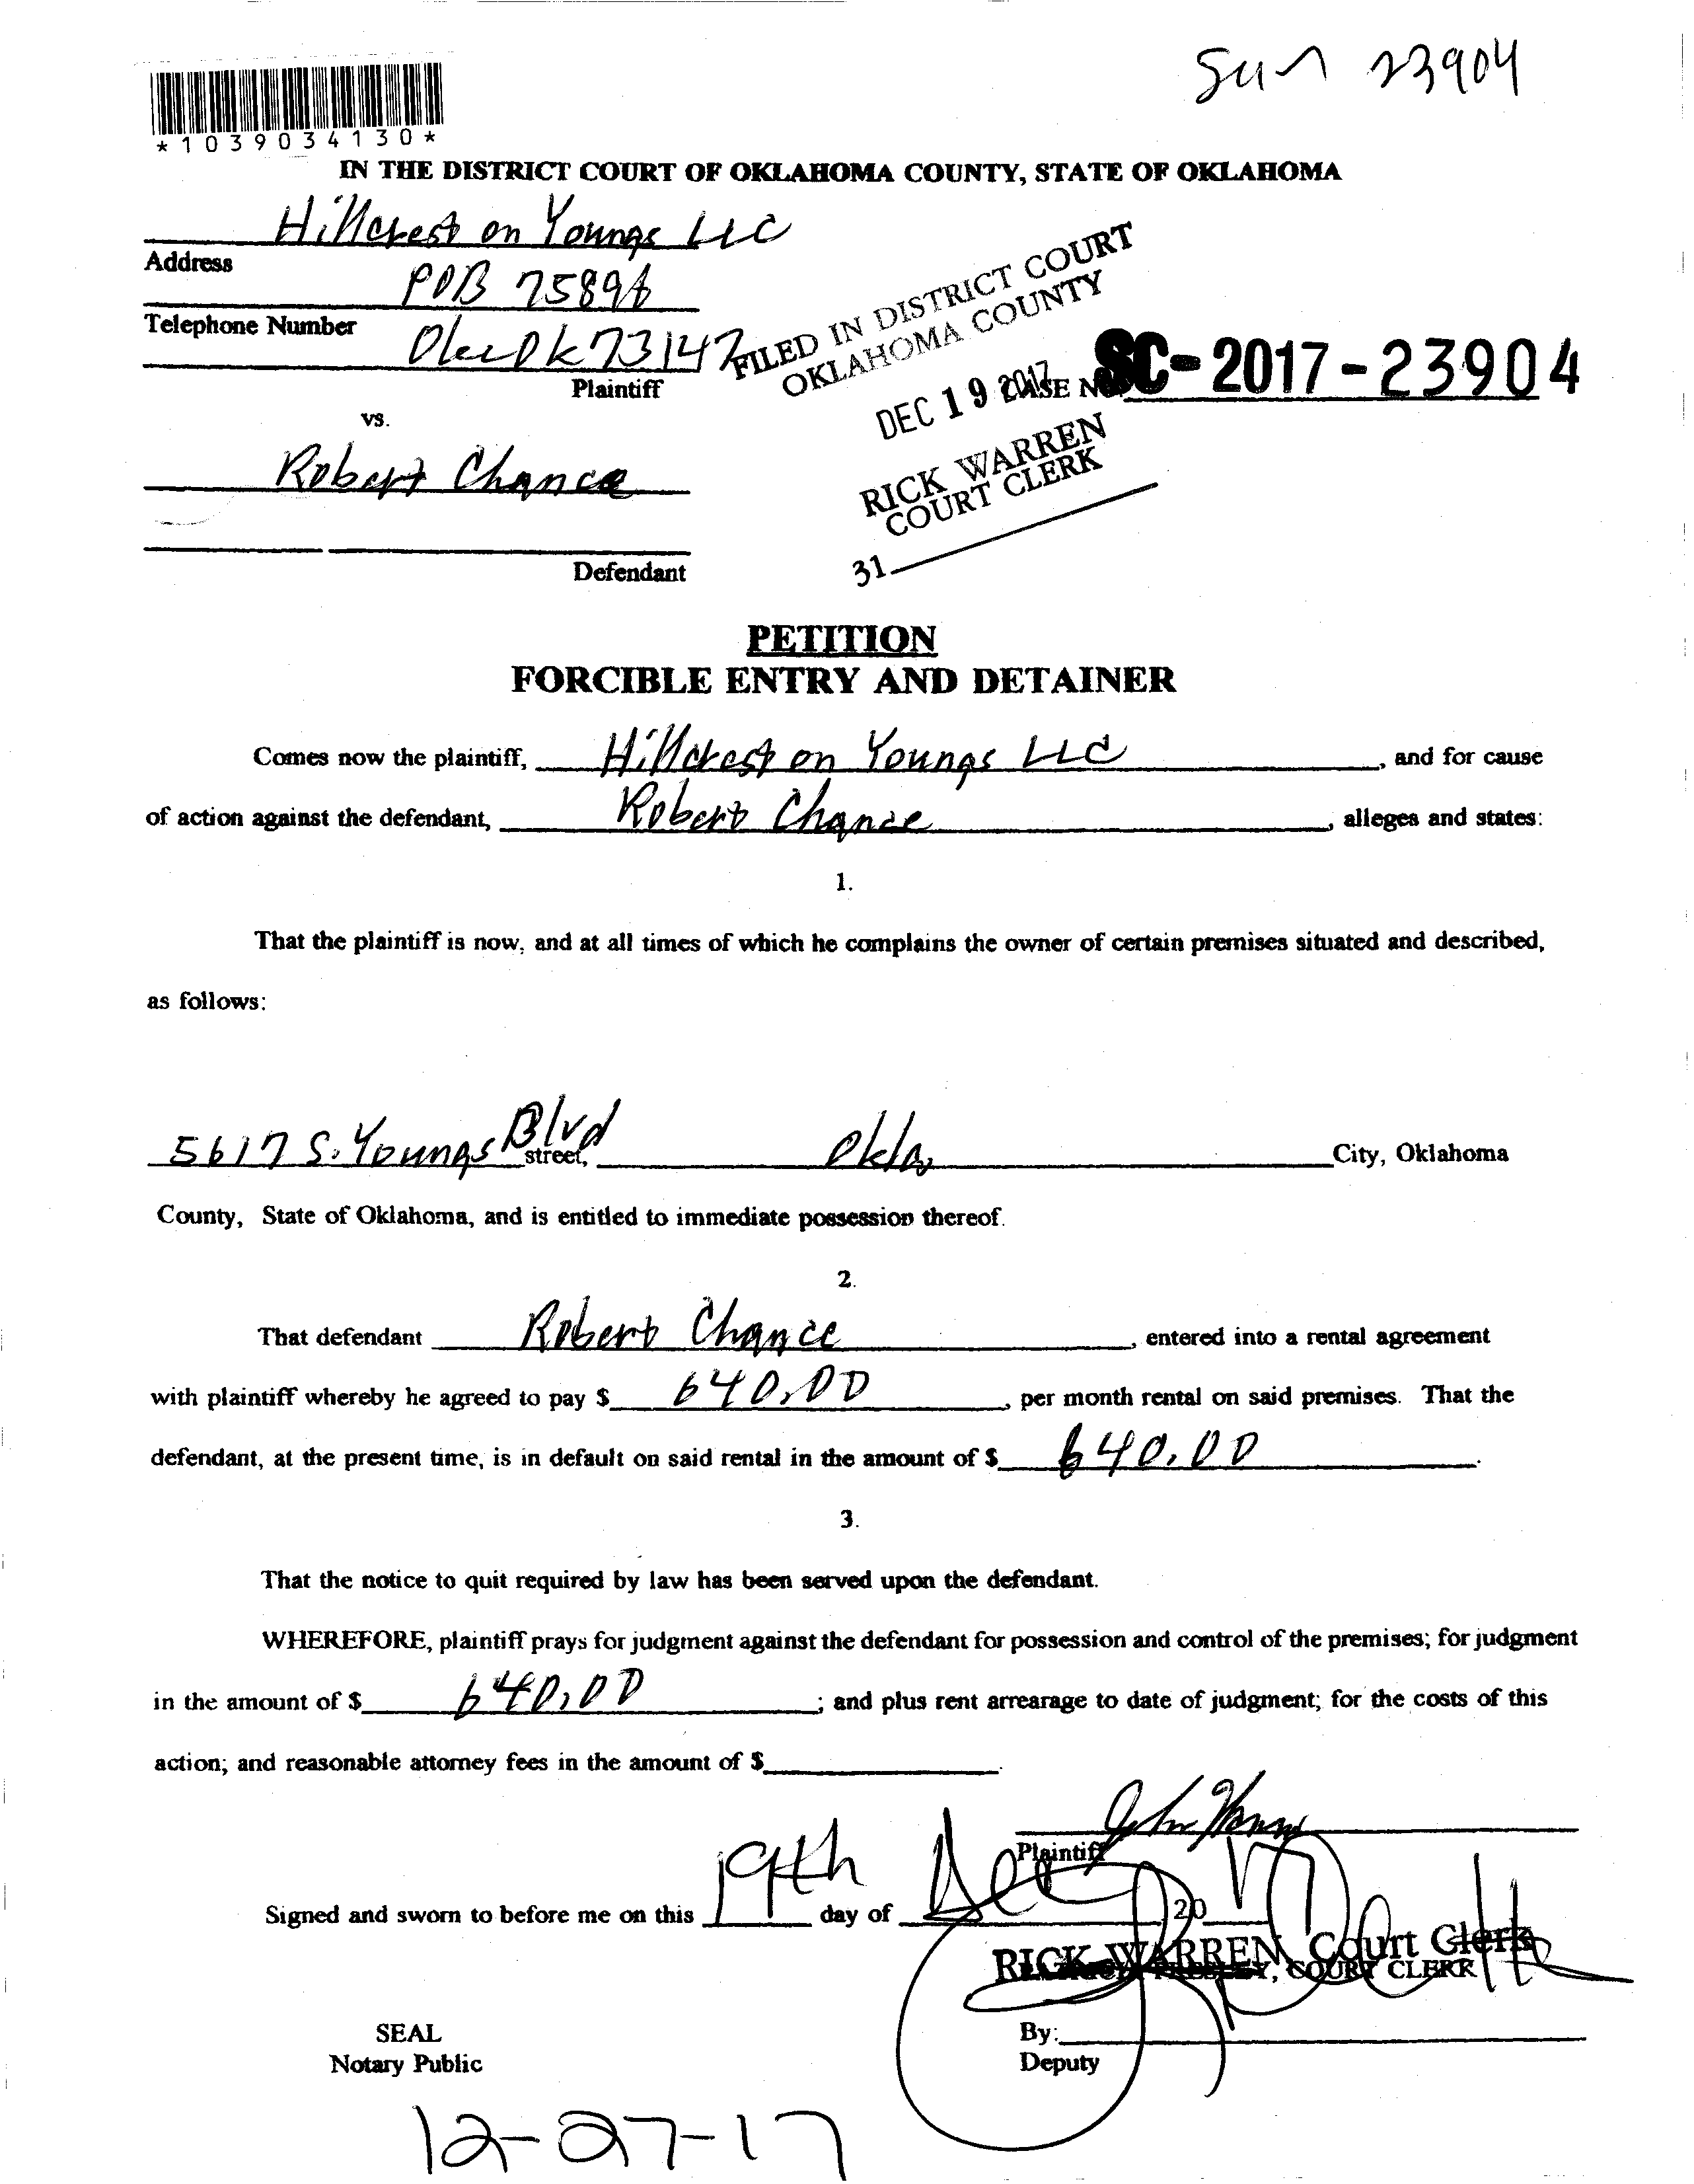 23904
*1039034130*
IN THE DISTRICT COURT OF OKLAHOMA COUNTY, STATE OF OKLAHOMA
Hillcrest on Youngs LLC
Address
POB 75896
Telephone Number
Okc Ok 73147
Plaintiff
FILED IN DISTRICT COURT
OKLAHOMA COUNTY
DEC 19 2017
RICK WARREN
COURT CLERK
31
CASE NO. SC-2017-23904
vs.
Robert Chance
Defendant
PETITION
FORCIBLE ENTRY AND DETAINER
Comes now the plaintiff, Hillcrest on Youngs LLC, and for cause
of action against the defendant, Robert Chance, alleges and states:
1.
That the plaintiff is now, and at all times of which he complains the owner of certain premises situated and described,
as follows:
5617 S. Youngs Blvd street, Okla, City, Oklahoma
County, State of Oklahoma, and is entitled to immediate possession thereof.
2.
That defendant Robert Chance, entered into a rental agreement
with plaintiff whereby he agreed to pay $ 640.00, per month rental on said premises. That the
defendant, at the present time, is in default on said rental in the amount of $ 640.00.
3.
That the notice to quit required by law has been served upon the defendant.
WHEREFORE, plaintiff prays for judgment against the defendant for possession and control of the premises; for judgment
in the amount of $ 640.00; and plus rent arrearage to date of judgment; for the costs of this
action; and reasonable attorney fees in the amount of $.
John
Plaintiff
Signed and sworn to before me on this 19th day of Dec, 2017
RICK WARREN, Court Clerk
COURT CLERK
SEAL
By:
Notary Public
Deputy
12-27-17